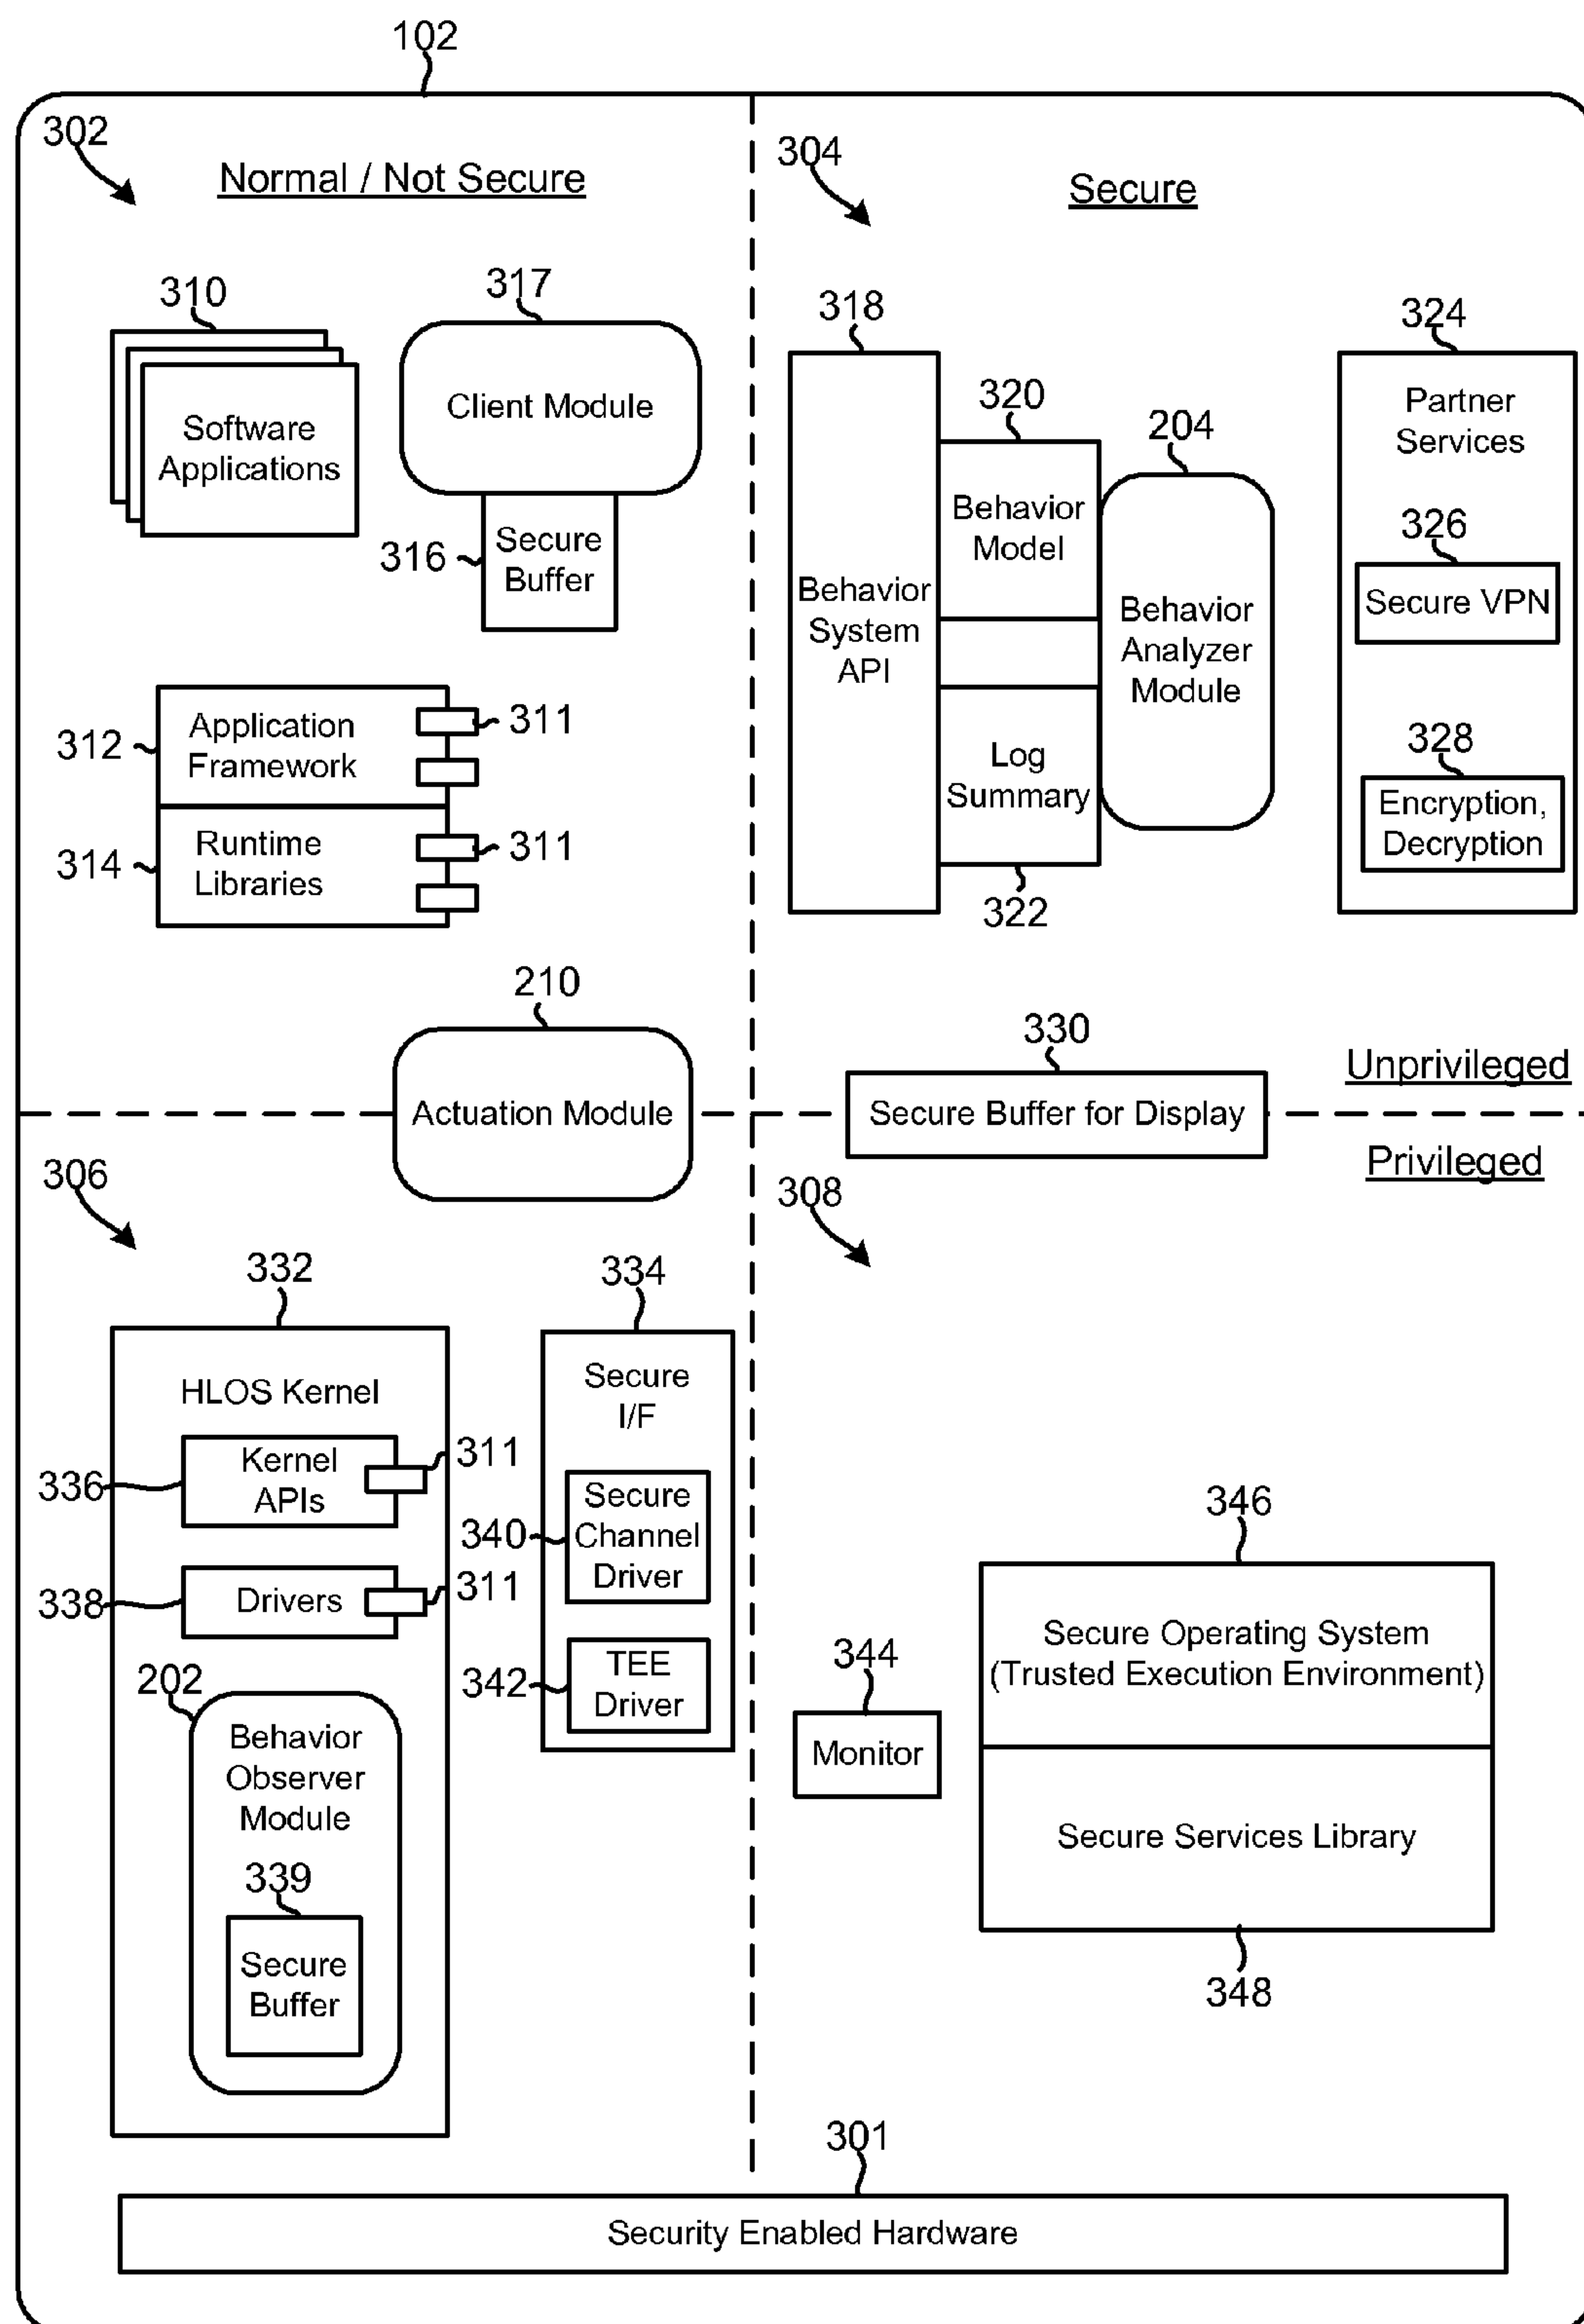 102
302
Normal / Not Secure
304
Secure
310
Software
Applications
317
Client Module
316
Secure
Buffer
318
Behavior
System
API
320
Behavior
Model
204
Behavior
Analyzer
Module
Log
Summary
322
324
Partner
Services
326
Secure VPN
328
Encryption,
Decryption
312
Application
Framework
311
314
Runtime
Libraries
311
210
Actuation Module
330
Secure Buffer for Display
Unprivileged
Privileged
306
308
332
HLOS Kernel
336
Kernel
APIs
311
338
Drivers
311
202
Behavior
Observer
Module
339
Secure
Buffer
334
Secure
I/F
340
Secure
Channel
Driver
342
TEE
Driver
344
Monitor
346
Secure Operating System
(Trusted Execution Environment)
Secure Services Library
348
301
Security Enabled Hardware